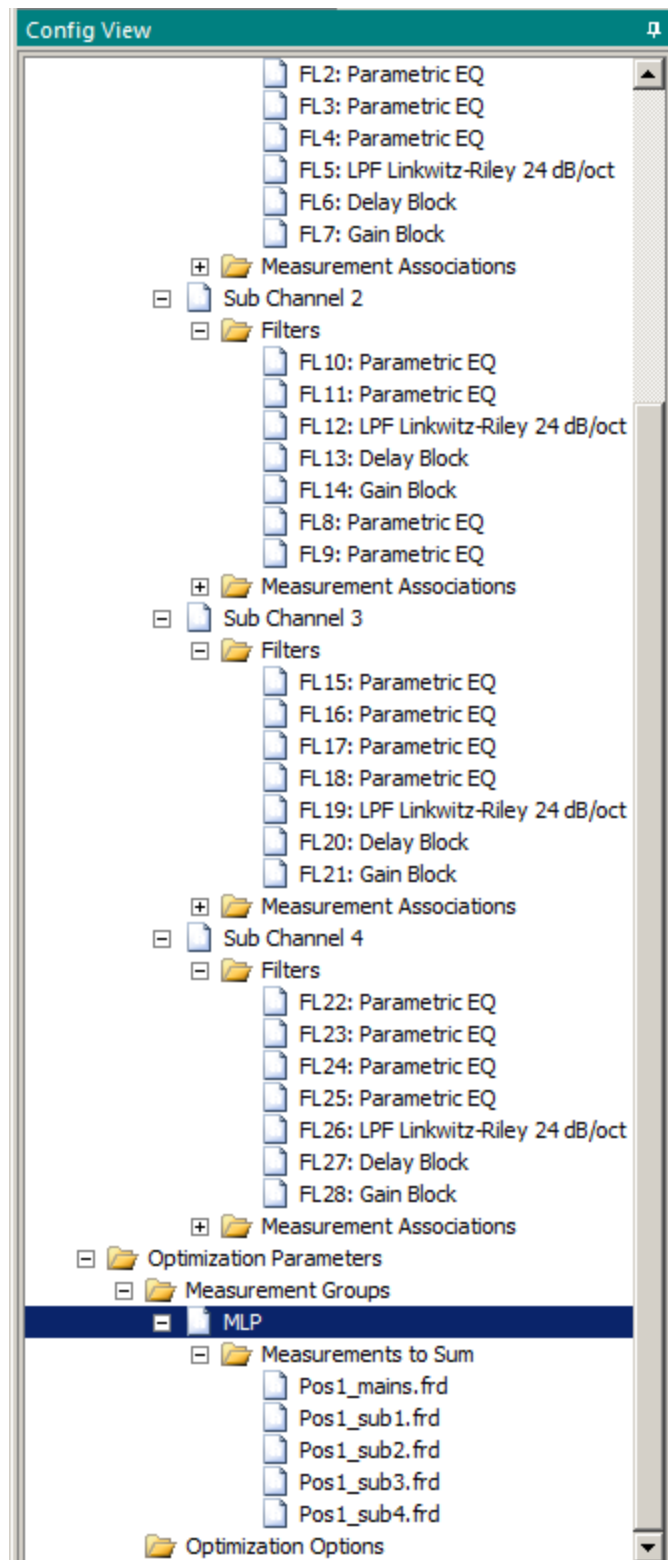 Config View
FL2: Parametric EQ
FL3: Parametric EQ
FL4: Parametric EQ
FL5: LPF Linkwitz-Riley 24 dB/oct
FL6: Delay Block
FL7: Gain Block
Measurement Associations
Sub Channel 2
Filters
FL10: Parametric EQ
FL11: Parametric EQ
FL12: LPF Linkwitz-Riley 24 dB/oct
FL13: Delay Block
FL14: Gain Block
FL8: Parametric EQ
FL9: Parametric EQ
Measurement Associations
Sub Channel 3
Filters
FL15: Parametric EQ
FL16: Parametric EQ
FL17: Parametric EQ
FL18: Parametric EQ
FL19: LPF Linkwitz-Riley 24 dB/oct
FL20: Delay Block
FL21: Gain Block
Measurement Associations
Sub Channel 4
Filters
FL22: Parametric EQ
FL23: Parametric EQ
FL24: Parametric EQ
FL25: Parametric EQ
FL26: LPF Linkwitz-Riley 24 dB/oct
FL27: Delay Block
FL28: Gain Block
Measurement Associations
Optimization Parameters
Measurement Groups
MLP
Measurements to Sum
Pos1_mains.frd
Pos1_sub1.frd
Pos1_sub2.frd
Pos1_sub3.frd
Pos1_sub4.frd
Optimization Options